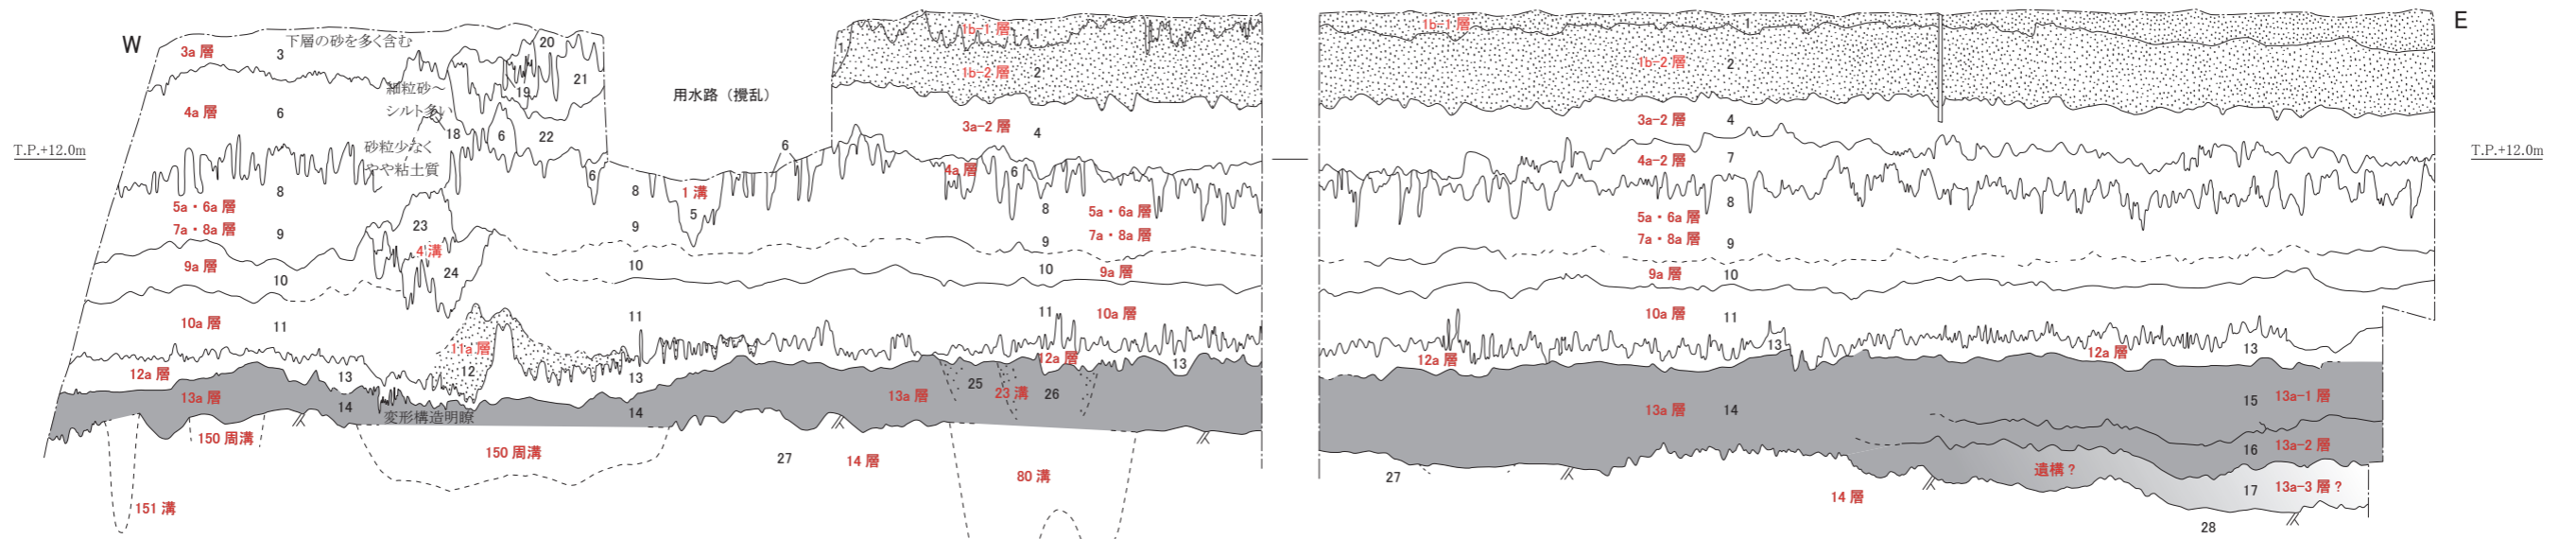 W
E
3a 層
3
下層の砂を多く含む
20
19
21
細粒砂～
シルト多い
4a 層
6
18
6
22
砂粒少なく
やや粘土質
6
T.P.+12.0m
8
5a・6a 層
7a・8a 層
9
23
4 溝
24
9a 層
10
10a 層
11
11a 層
12
12a 層
13
13a 層
14
変形構造明瞭
150 周溝
150 周溝
151 溝
用水路（攪乱）
6
8
1 溝
5
9
10
11
13
14
27
14 層
1
1b-1 層
1
1b-2 層
2
3a-2 層
4
4a 層
6
8
5a・6a 層
7a・8a 層
9
10
9a 層
11
10a 層
12a 層
13
25
23 溝
26
13a 層
80 溝
1b-1 層
1
1b-2 層
2
3a-2 層
4
4a-2 層
7
T.P.+12.0m
8
5a・6a 層
7a・8a 層
9
9a 層
10
10a 層
11
12a 層
13
12a 層
13
13a 層
14
15
13a-1 層
16
13a-2 層
遺構？
17
13a-3 層？
27
14 層
28